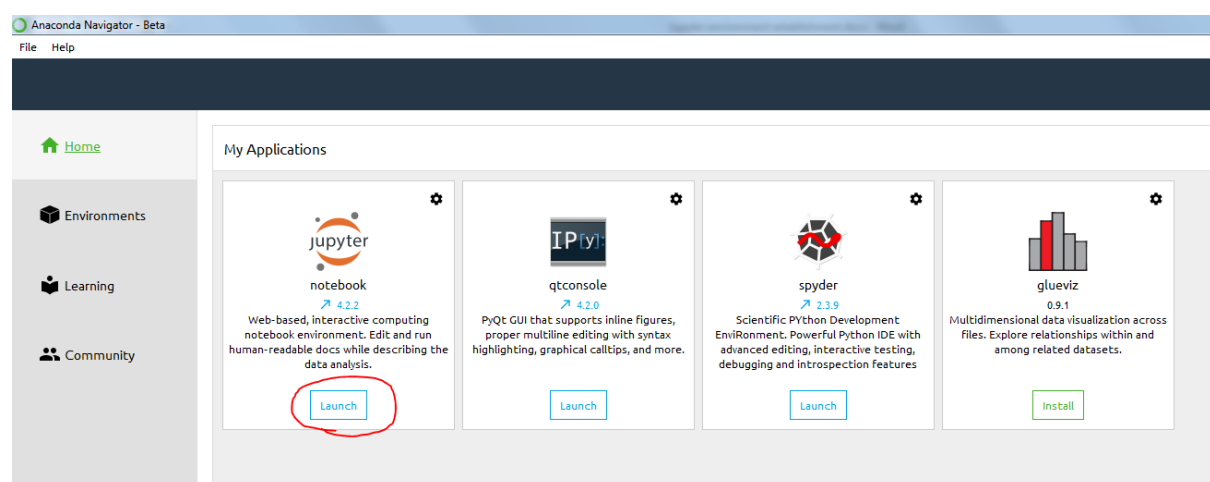 Anaconda Navigator - Beta
File Help
Home
Environments
Learning
Community
My Applications
jupyter
notebook
4.2.2
Web-based, interactive computing
notebook environment. Edit and run
human-readable docs while describing the
data analysis.
Launch
IP[y]:
qtconsole
4.2.0
PyQt GUI that supports inline figures,
proper multiline editing with syntax
highlighting, graphical calltips, and more.
Launch
spyder
2.3.9
Scientific PYthon Development
EnviRonment. Powerful Python IDE with
advanced editing, interactive testing,
debugging and introspection features
Launch
glueviz
0.9.1
Multidimensional data visualization across
files. Explore relationships within and
among related datasets.
Install